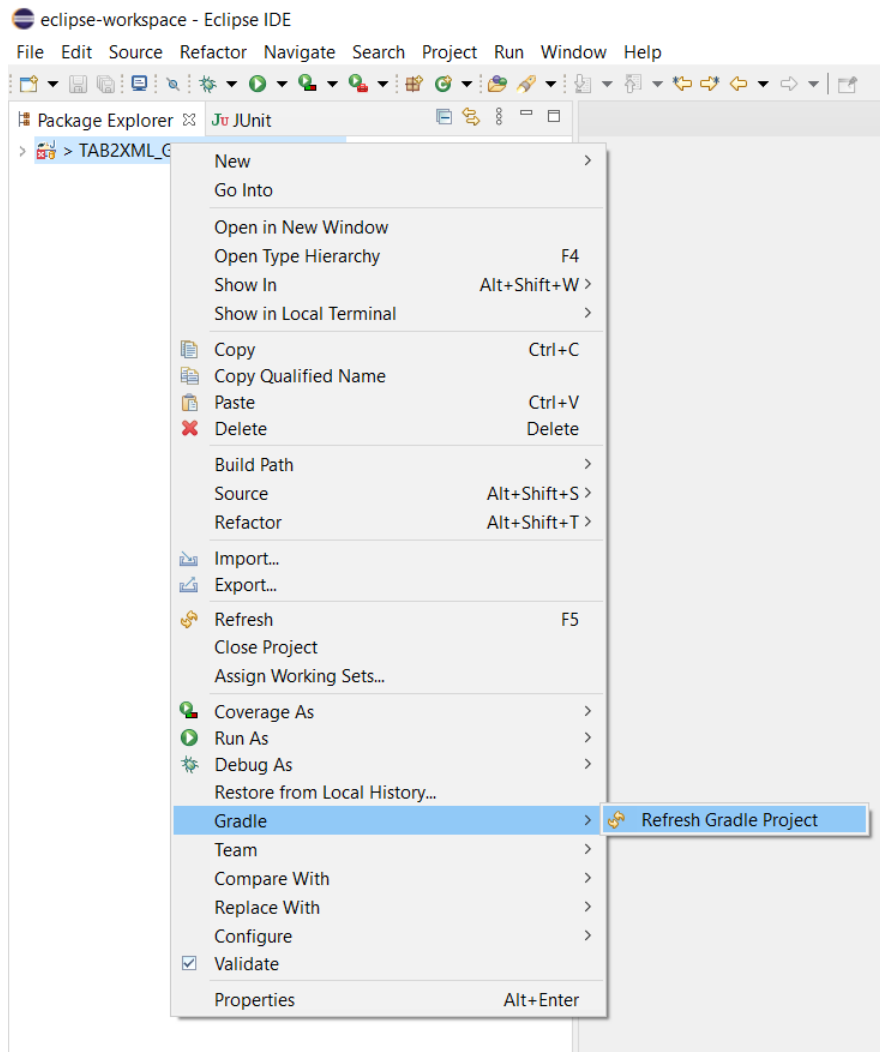 eclipse-workspace - Eclipse IDE
File Edit Source Refactor Navigate Search Project Run Window Help
Package Explorer JUnit
> TAB2XML_G
New
Go Into
Open in New Window
Open Type Hierarchy F4
Show In Alt+Shift+W
Show in Local Terminal
Copy Ctrl+C
Copy Qualified Name
Paste Ctrl+V
Delete Delete
Build Path
Source Alt+Shift+S
Refactor Alt+Shift+T
Import...
Export...
Refresh F5
Close Project
Assign Working Sets...
Coverage As
Run As
Debug As
Restore from Local History...
Gradle Refresh Gradle Project
Team
Compare With
Replace With
Configure
Validate
Properties Alt+Enter